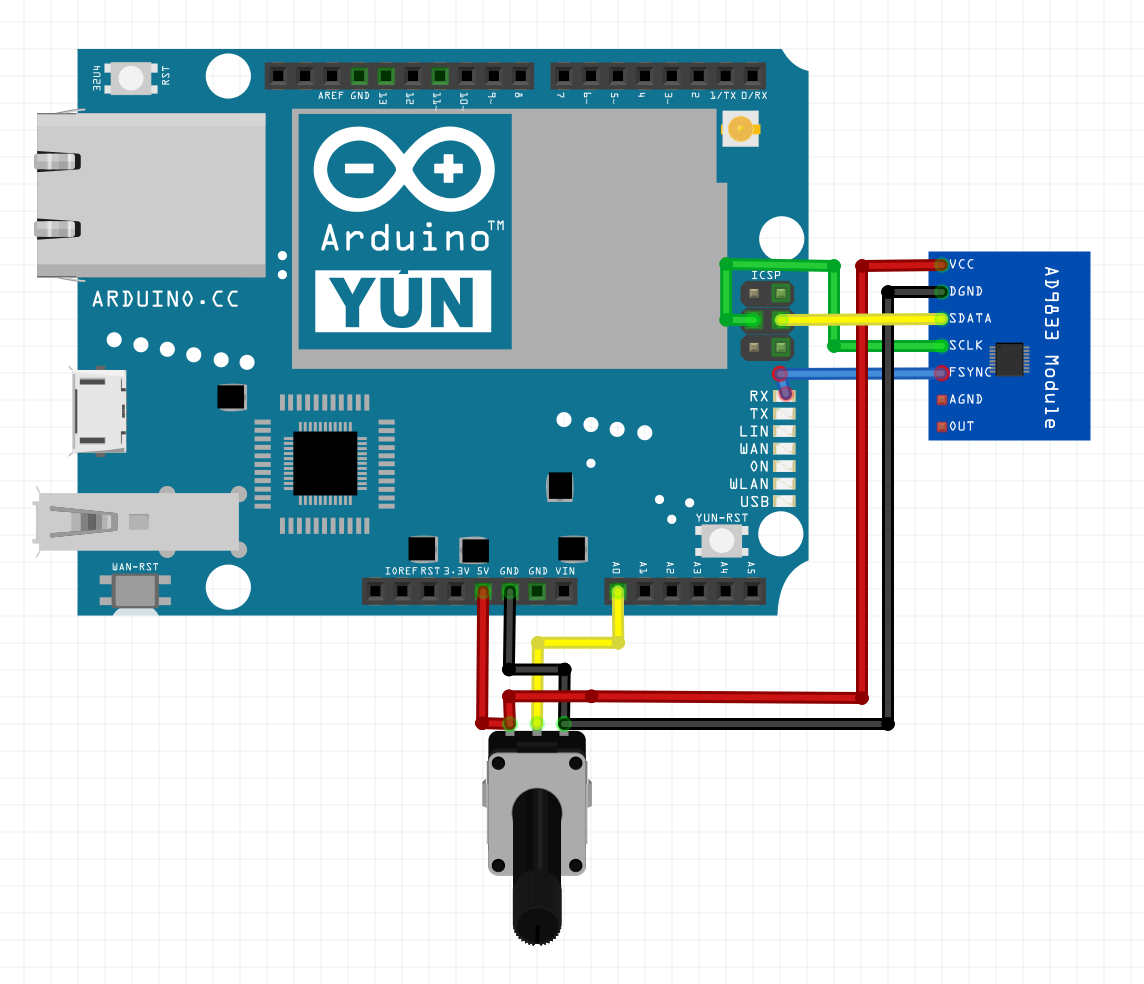 32U4
RST
AREF GND 13 12 11~ 10~ 9~ 8 7 6~ 5~ 4 3~ 2 1/TX 0/RX
Arduino™
YÚN
ARDUINO.CC
ICSP
RX
TX
LIN
WAN
ON
WLAN
USB
YUN-RST
WAN-RST
IOREF RST 3.3V 5V GND GND VIN A0 A1 A2 A3 A4 A5
VCC
DGND
SDATA
SCLK
FSYNC
AGND
OUT
AD9833 Module